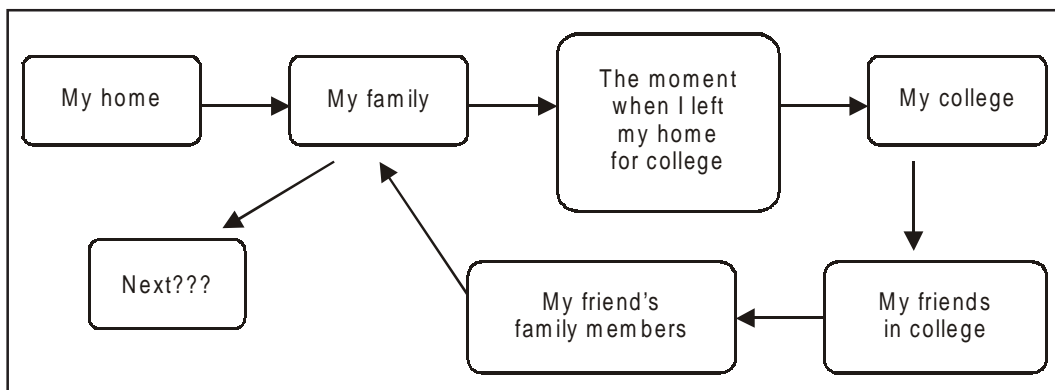 My home
My family
The moment
when I left
my home
for college
My college
Next???
My friend's
family members
My friends
in college